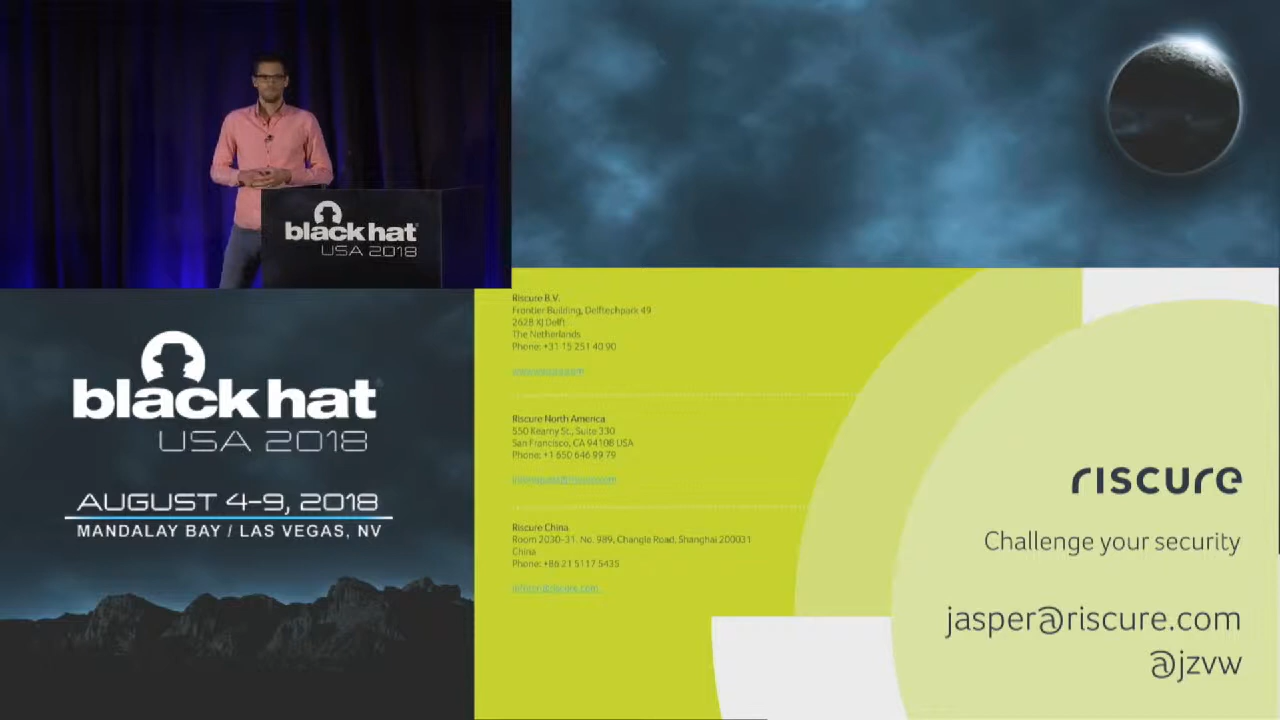 black hat
USA 2018
black hat
USA 2018
AUGUST 4-9, 2018
MANDALAY BAY / LAS VEGAS, NV
Riscure B.V.
Frontier Building, Delftechpark 49
2628 XJ Delft
The Netherlands
Phone: +31 15 251 40 90
Riscure North America
550 Kearny St., Suite 330
San Francisco, CA 94108 USA
Phone: +1 650 646 99 79
Riscure China
Room 2030-31, No. 989, Changle Road, Shanghai 200031
China
Phone: +86 21 5117 5435
riscure
Challenge your security
jasper@riscure.com
@jzvw